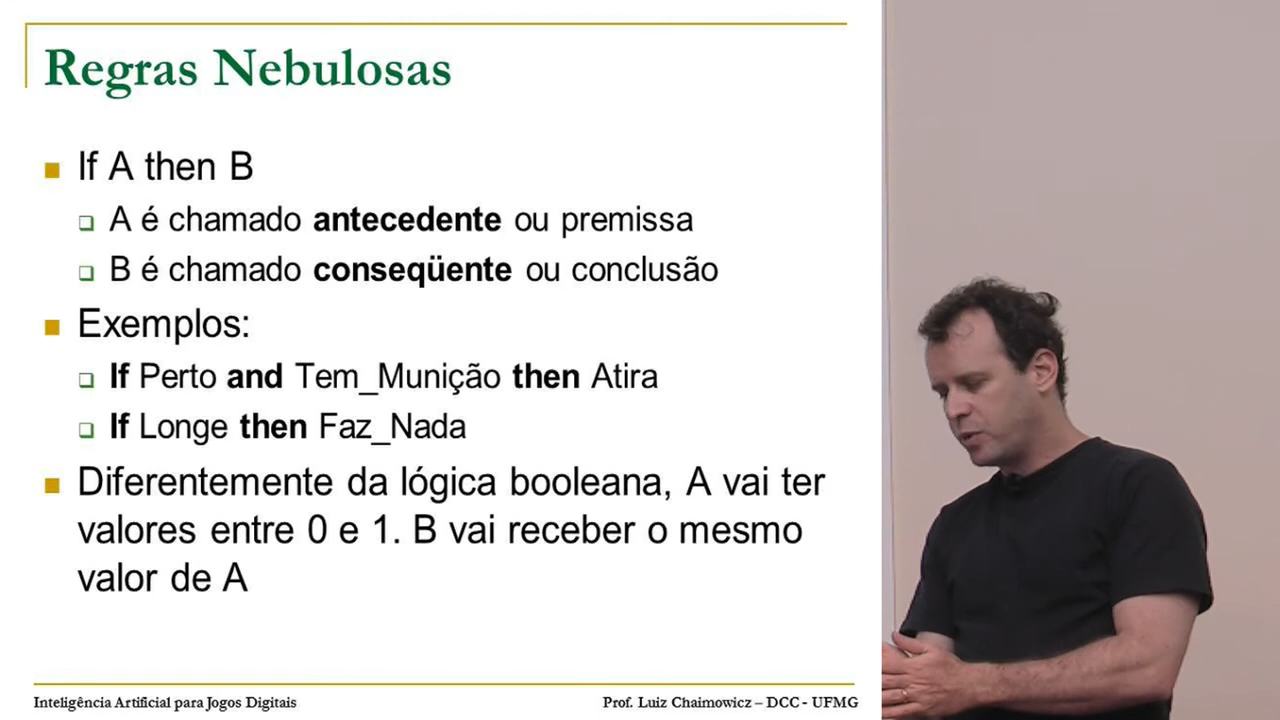 Regras Nebulosas
If A then B
A é chamado antecedente ou premissa
B é chamado conseqüente ou conclusão
Exemplos:
If Perto and Tem_Munição then Atira
If Longe then Faz_Nada
Diferentemente da lógica booleana, A vai ter
valores entre 0 e 1. B vai receber o mesmo
valor de A
Inteligência Artificial para Jogos Digitais
Prof. Luiz Chaimowicz – DCC - UFMG